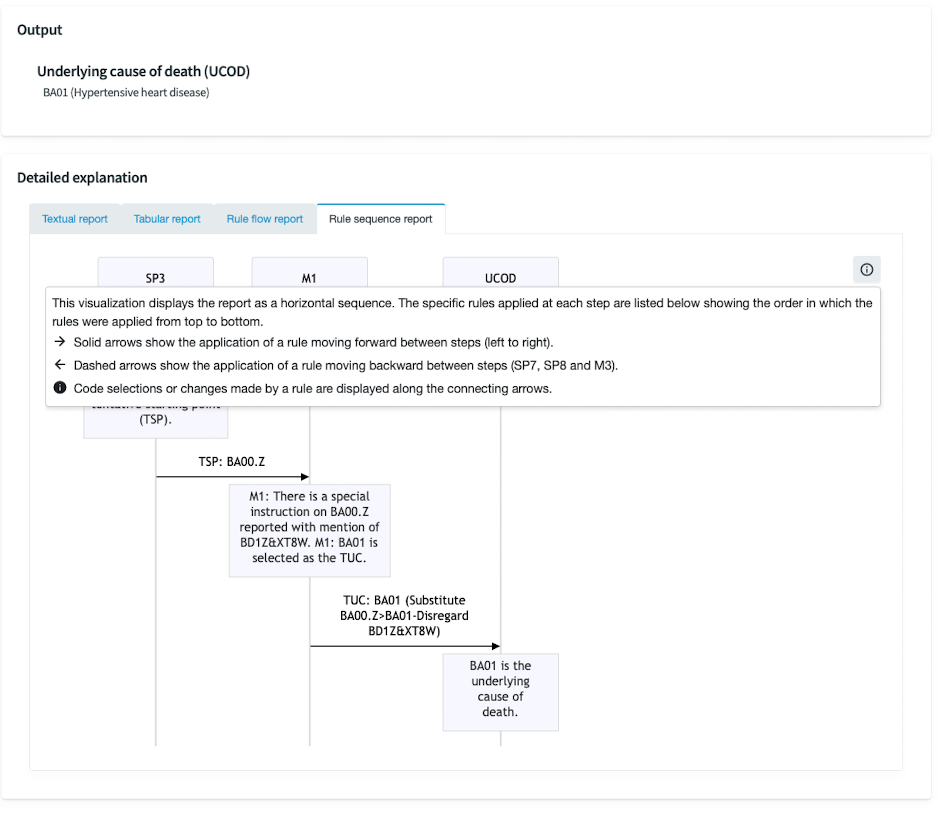 Output
Underlying cause of death (UCOD)
BA01 (Hypertensive heart disease)
Detailed explanation
Textual report
Tabular report
Rule flow report
Rule sequence report
SP3
M1
UCOD
This visualization displays the report as a horizontal sequence. The specific rules applied at each step are listed below showing the order in which the
rules were applied from top to bottom.
→ Solid arrows show the application of a rule moving forward between steps (left to right).
← Dashed arrows show the application of a rule moving backward between steps (SP7, SP8 and M3).
Code selections or changes made by a rule are displayed along the connecting arrows.
tentative starting point
(TSP).
TSP: BA00.Z
M1: There is a special
instruction on BA00.Z
reported with mention of
BD1Z&XT8W. M1: BA01 is
selected as the TUC.
TUC: BA01 (Substitute
BA00.Z>BA01-Disregard
BD1Z&XT8W)
BA01 is the
underlying
cause of
death.